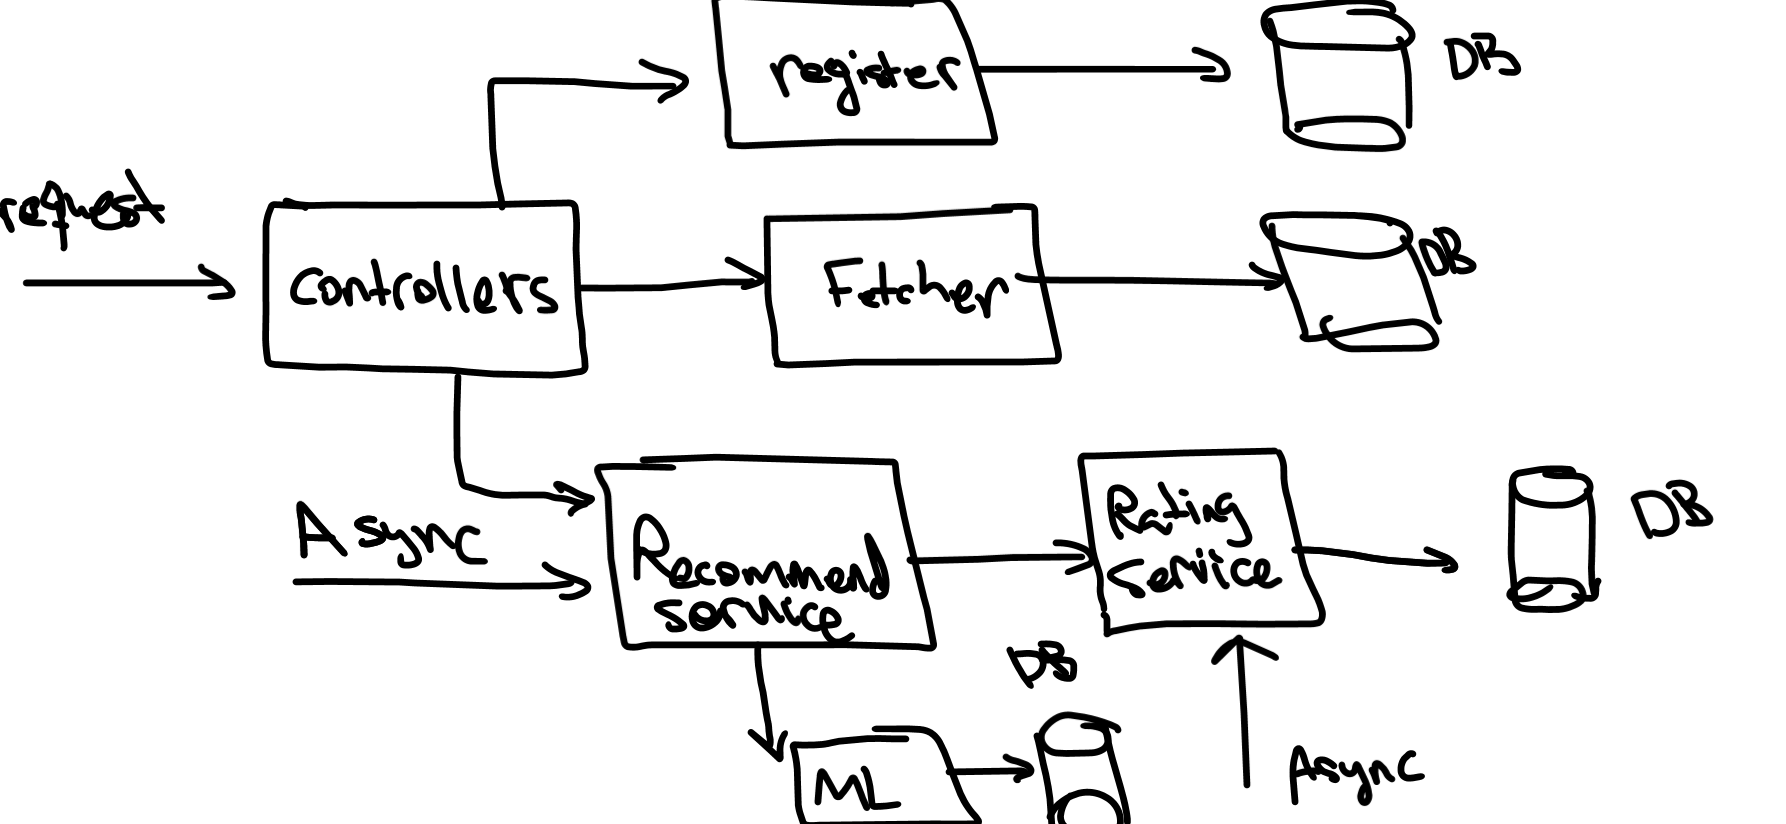 register
DB
request
controllers
Fetcher
DB
Async
Recommend
service
Rating
service
DB
DB
ML
Async